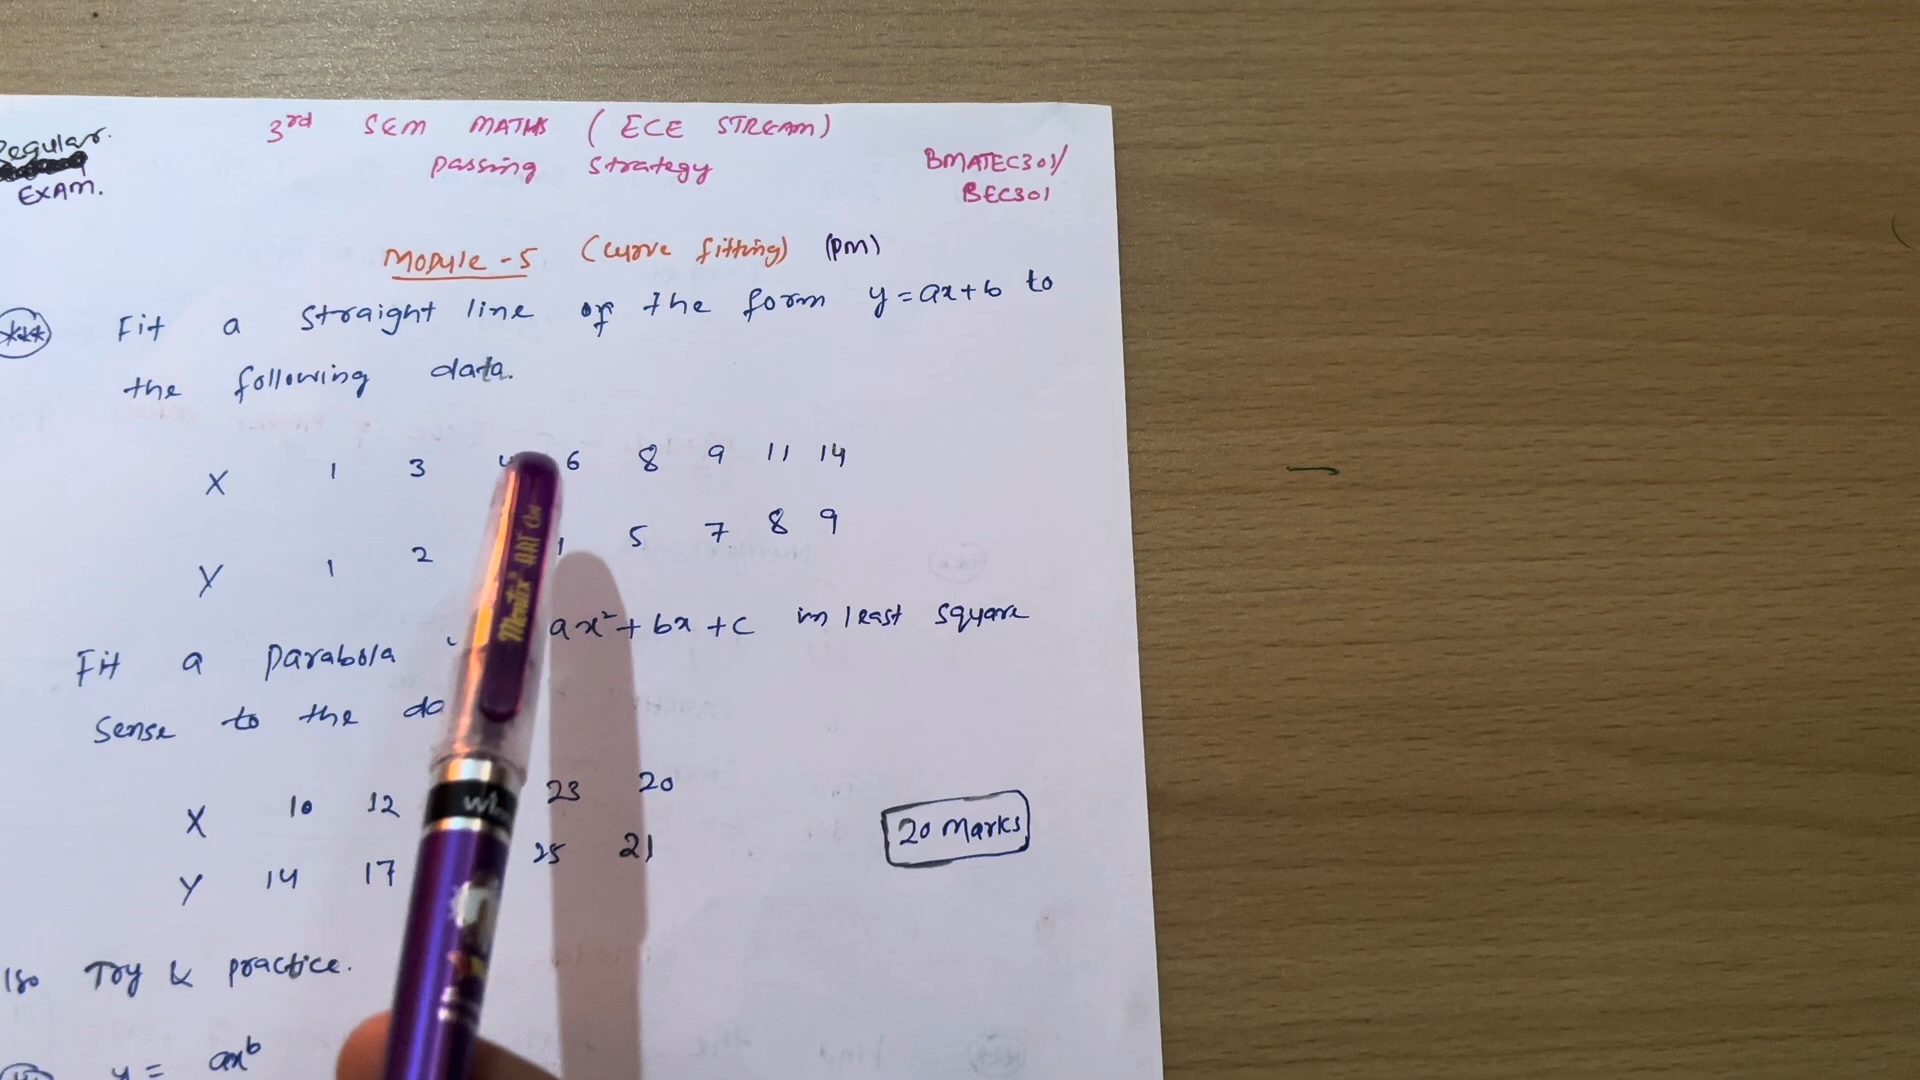 Regular.
EXAM.
3rd SEM MATHS (ECE STREAM)
Passing Strategy
BMATEC301/
BEC301
Module-5 (Curve fitting) (PM)
*** Fit a straight line of the form y=ax+b to
the following data.
X 1 3 4 6 8 9 11 14
Y 1 2 5 7 8 9
Fit a Parabola ax²+bx+c in least square
Sense to the
X 10 12 23 20
Y 14 17 25 21
20 Marks
Try & practice.
y = ax^b
Mentix ART